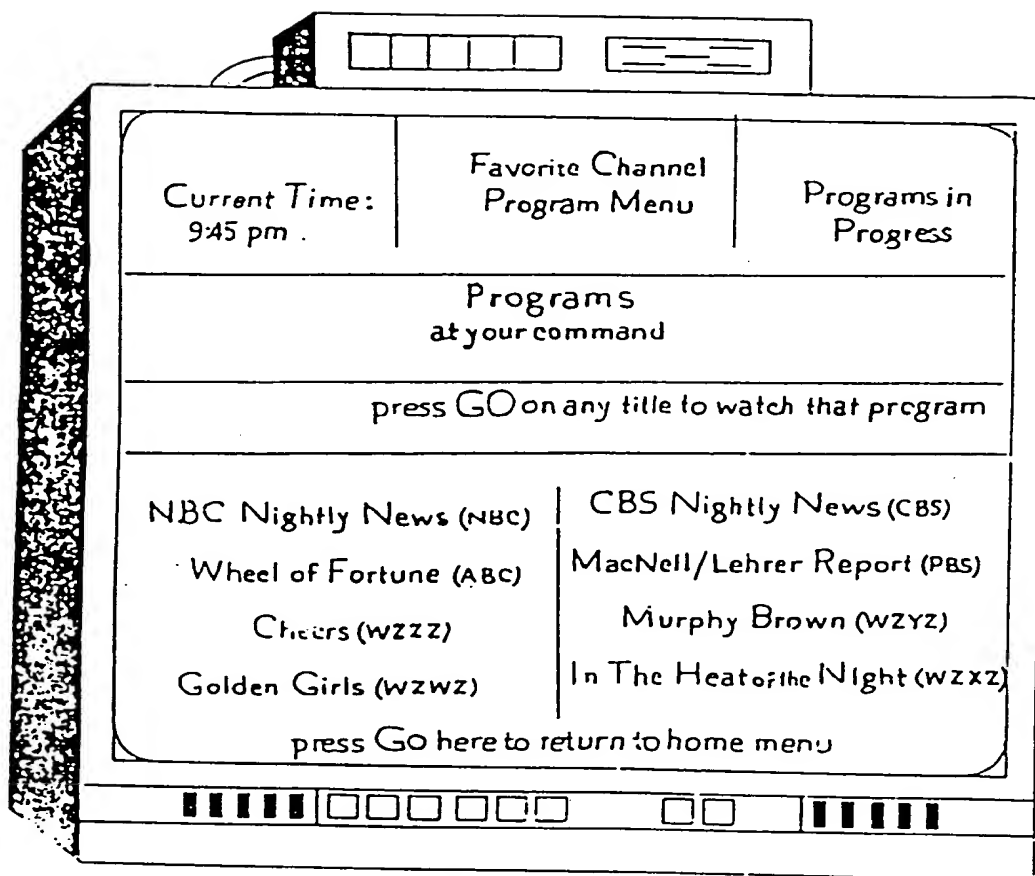 Current Time:
9:45 pm .
Favorite Channel
Program Menu
Programs in
Progress
Programs
at your command
press GO on any title to watch that program
NBC Nightly News (NBC)
Wheel of Fortune (ABC)
Cheers (WZZZ)
Golden Girls (WZWZ)
CBS Nightly News (CBS)
MacNell/Lehrer Report (PBS)
Murphy Brown (WZYZ)
In The Heat of the Night (WZXZ)
press Go here to return to home menu